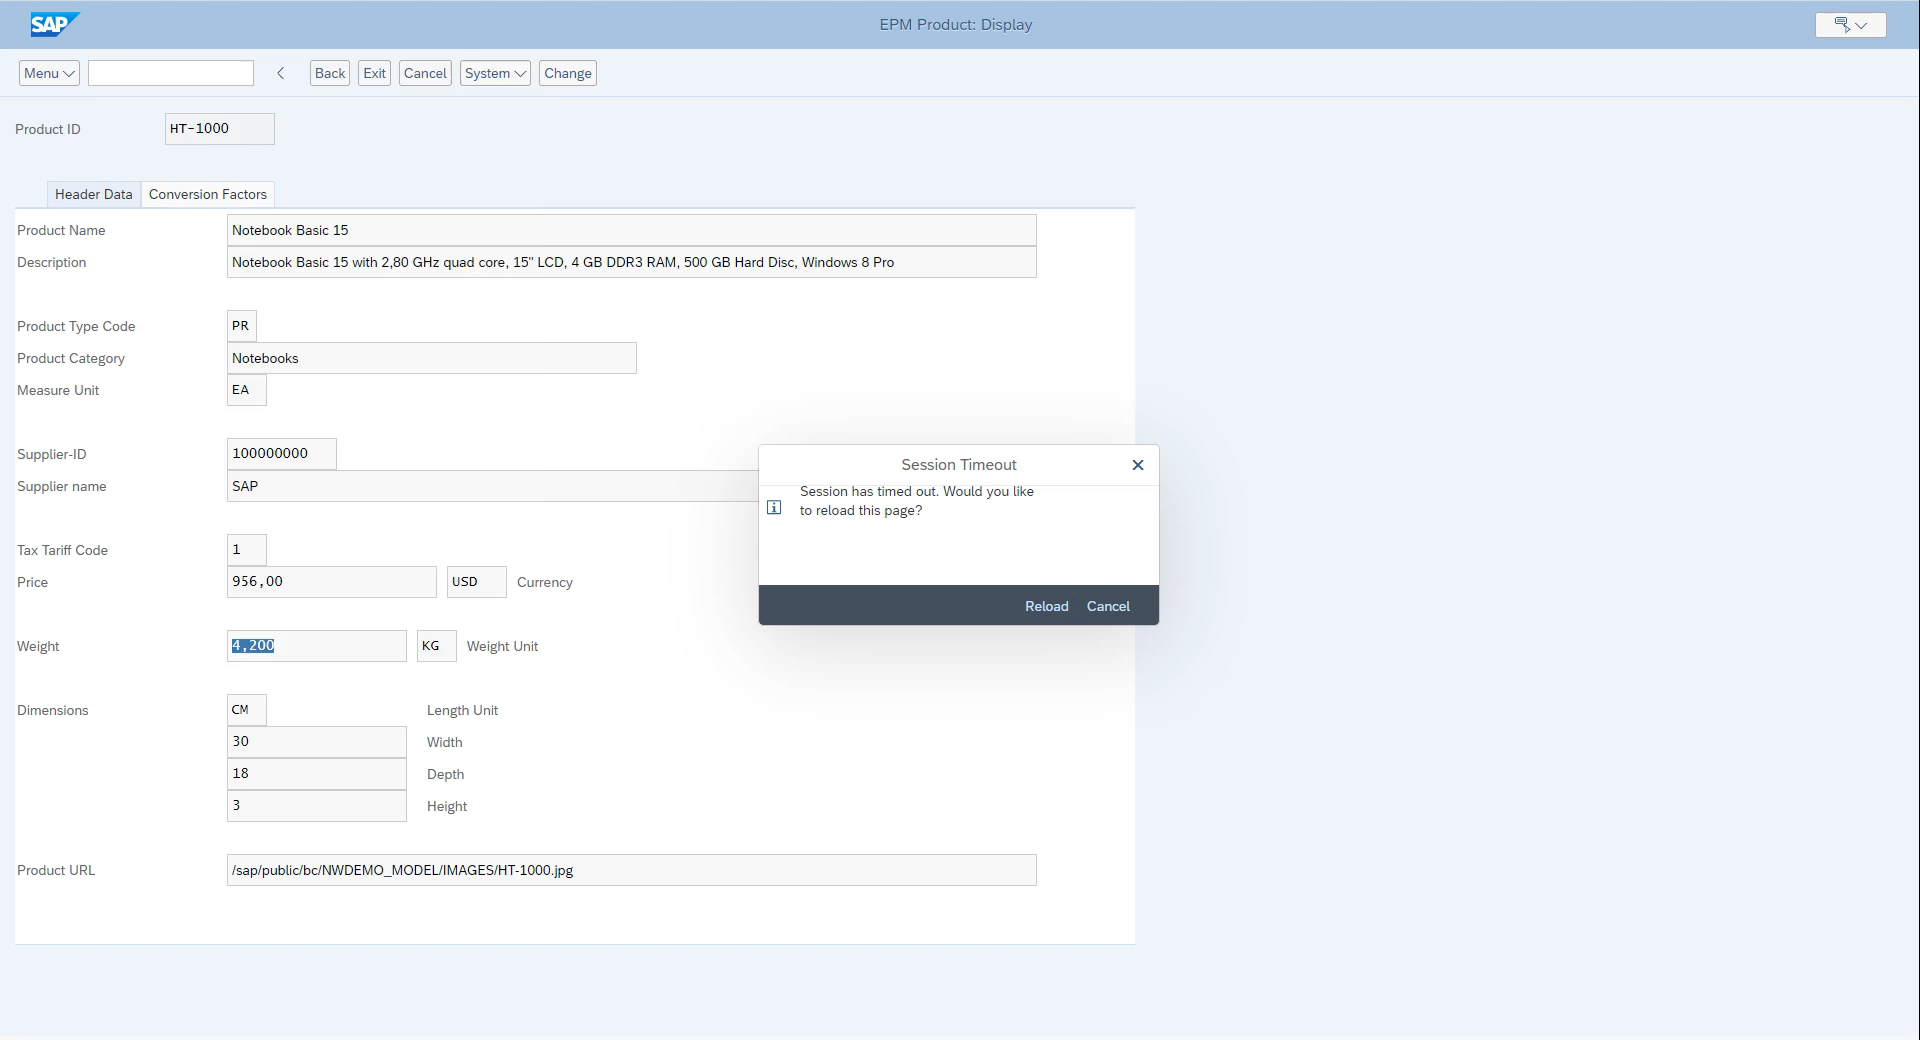 SAP
EPM Product: Display
Menu
Back Exit Cancel System Change
Product ID HT-1000
Header Data Conversion Factors
Product Name Notebook Basic 15
Description Notebook Basic 15 with 2,80 GHz quad core, 15" LCD, 4 GB DDR3 RAM, 500 GB Hard Disc, Windows 8 Pro
Product Type Code PR
Product Category Notebooks
Measure Unit EA
Supplier-ID 100000000
Supplier name SAP
Tax Tariff Code 1
Price 956,00 USD Currency
Weight 4,200 KG Weight Unit
Dimensions CM Length Unit
30 Width
18 Depth
3 Height
Product URL /sap/public/bc/NWDEMO_MODEL/IMAGES/HT-1000.jpg
Session Timeout
Session has timed out. Would you like
to reload this page?
Reload Cancel